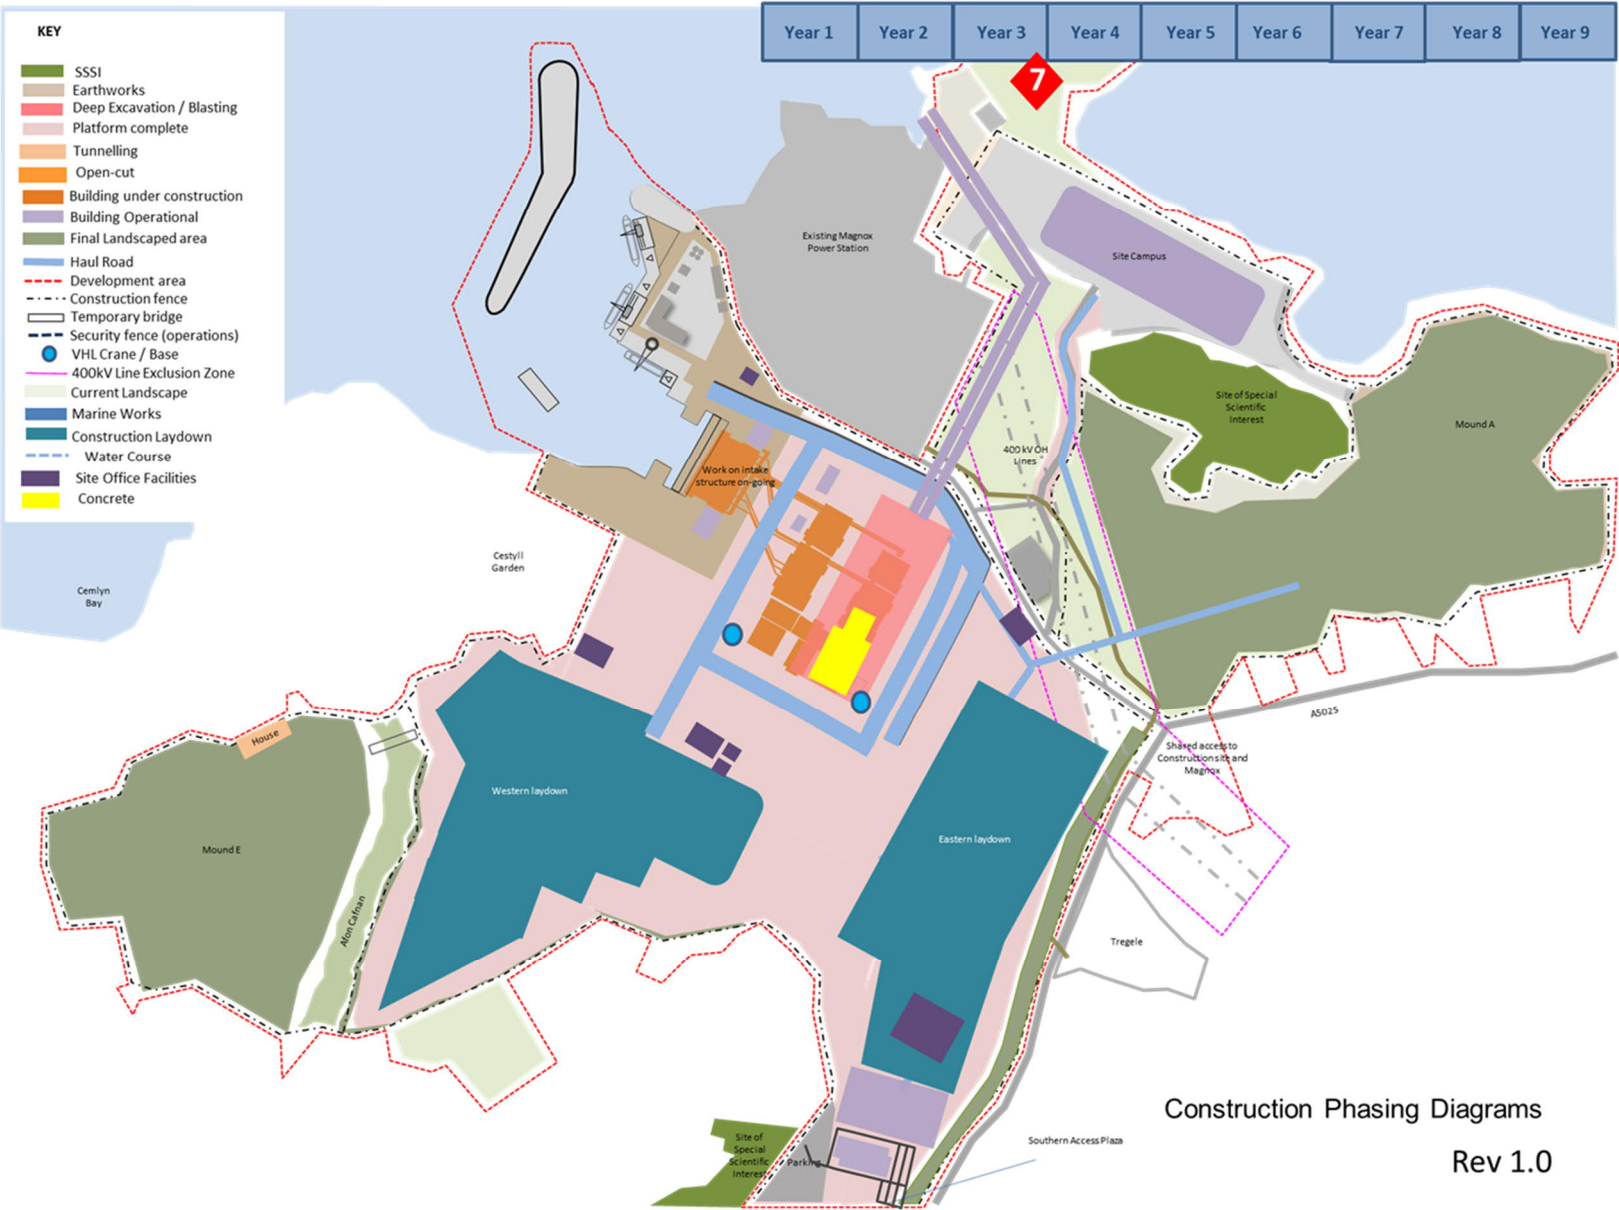 KEY
SSSI
Earthworks
Deep Excavation / Blasting
Platform complete
Tunnelling
Open-cut
Building under construction
Building Operational
Final Landscaped area
Haul Road
Development area
Construction fence
Temporary bridge
Security fence (operations)
VHL Crane / Base
400kV Line Exclusion Zone
Current Landscape
Marine Works
Construction Laydown
Water Course
Site Office Facilities
Concrete
Year 1
Year 2
Year 3
Year 4
Year 5
Year 6
Year 7
Year 8
Year 9
7
Existing Magnox
Power Station
Site Campus
Site of Special
Scientific
Interest
Mound A
400 kV OH
Lines
Work on intake
structure on-going
Cestyll
Garden
Cemlyn
Bay
House
A5025
Shared access to
Construction site and
Magnox
Western laydown
Eastern laydown
Mound E
Afon Cafnan
Tregele
Site of
Special
Scientific
Interest
Parking
Southern Access Plaza
Construction Phasing Diagrams
Rev 1.0